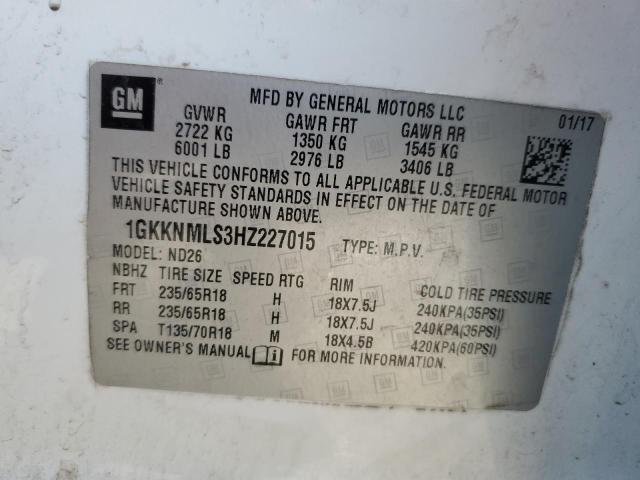 GM
MFD BY GENERAL MOTORS LLC
01/17
GVWR GAWR FRT GAWR RR
2722 KG 1350 KG 1545 KG
6001 LB 2976 LB 3406 LB
THIS VEHICLE CONFORMS TO ALL APPLICABLE U.S. FEDERAL MOTOR
VEHICLE SAFETY STANDARDS IN EFFECT ON THE DATE OF
MANUFACTURE SHOWN ABOVE.
1GKKNMLS3HZ227015 TYPE: M.P.V.
MODEL: ND26
NBHZ TIRE SIZE SPEED RTG RIM COLD TIRE PRESSURE
FRT 235/65R18 H 18X7.5J 240KPA(35PSI)
RR 235/65R18 H 18X7.5J 240KPA(35PSI)
SPA T135/70R18 M 18X4.5B 420KPA(60PSI)
SEE OWNER'S MANUAL FOR MORE INFORMATION.